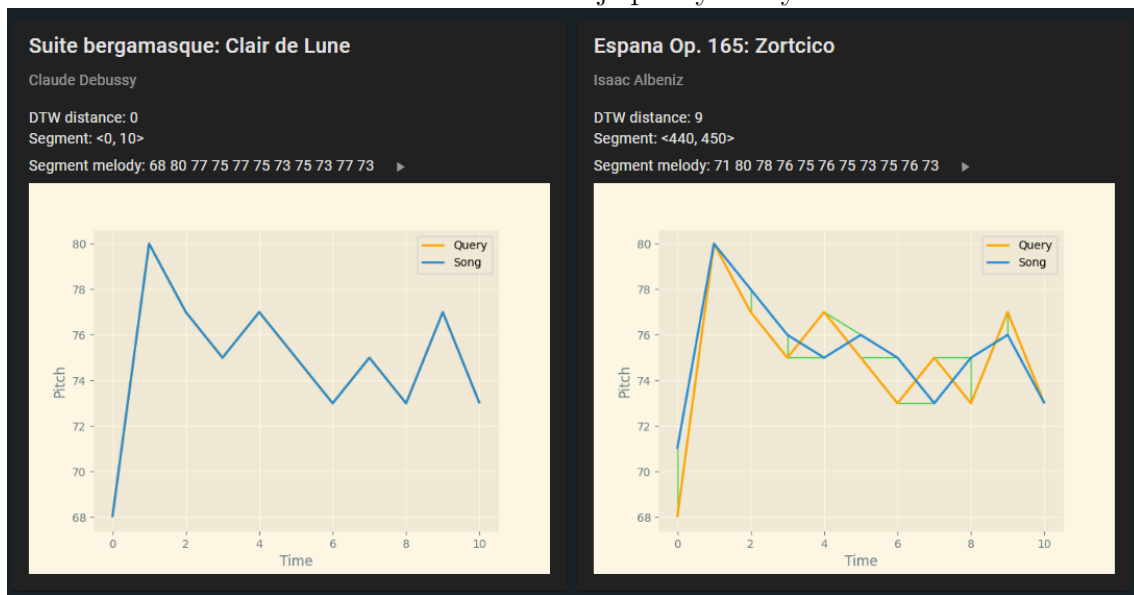 Suite bergamasque: Clair de Lune
Claude Debussy
DTW distance: 0
Segment: <0, 10>
Segment melody: 68 80 77 75 77 75 73 75 73 77 73
Query
Song
80
78
76
74
72
70
68
Pitch
0 2 4 6 8 10
Time
Espana Op. 165: Zortcico
Isaac Albeniz
DTW distance: 9
Segment: <440, 450>
Segment melody: 71 80 78 76 75 76 75 73 75 76 73
Query
Song
80
78
76
74
72
70
68
Pitch
0 2 4 6 8 10
Time